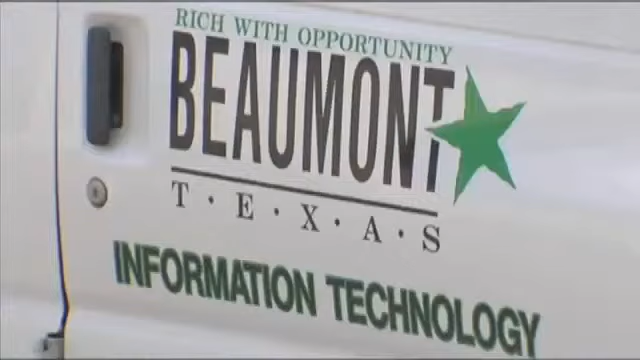 RICH WITH OPPORTUNITY
BEAUMONT
T · E · X · A · S
INFORMATION TECHNOLOGY